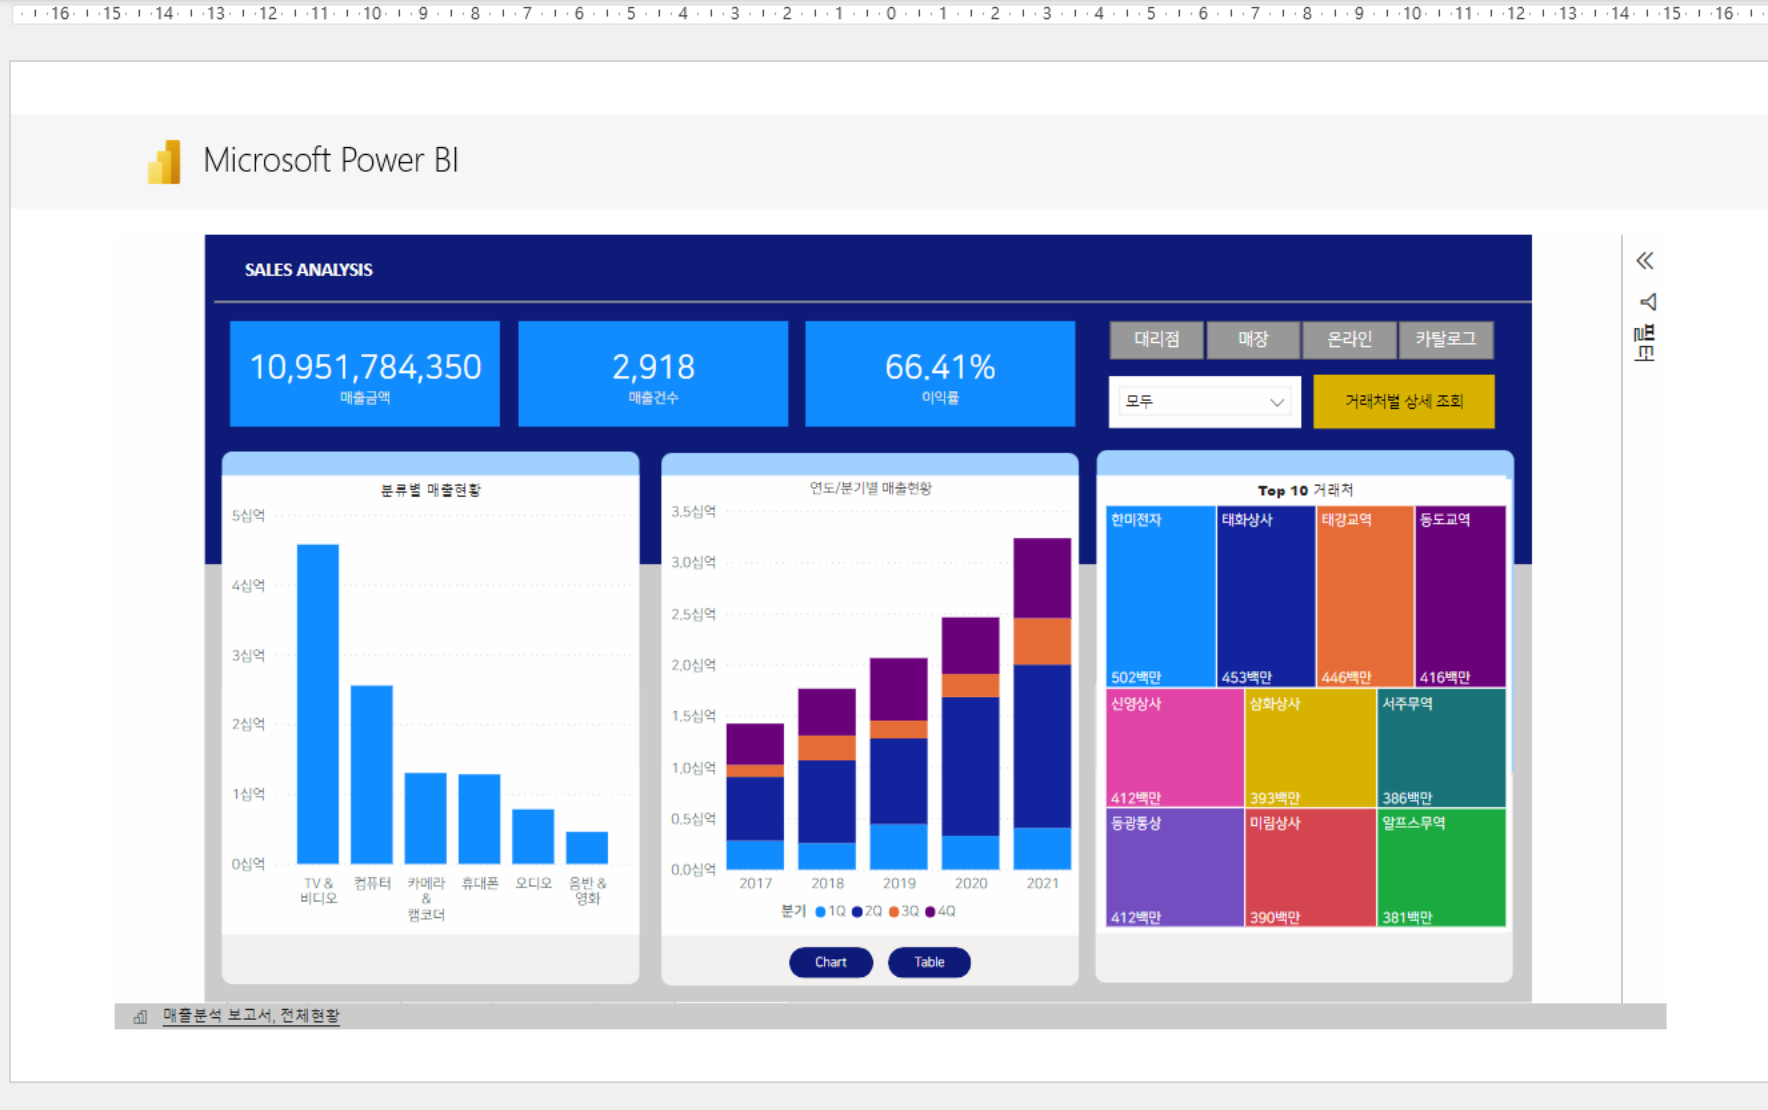 16 15 14 13 12 11 10 9 8 7 6 5 4 3 2 1 0 1 2 3 4 5 6 7 8 9 10 11 12 13 14 15 16
Microsoft Power BI
SALES ANALYSIS
10,951,784,350
매출금액
2,918
매출건수
66.41%
이익률
대리점 매장 온라인 카탈로그
모두
거래처별 상세 조회
필터
분류별 매출현황
5십억
4십억
3십억
2십억
1십억
0십억
TV &
비디오
컴퓨터
카메라
&
캠코더
휴대폰
오디오
음반 &
영화
연도/분기별 매출현황
3.5십억
3.0십억
2.5십억
2.0십억
1.5십억
1.0십억
0.5십억
0.0십억
2017 2018 2019 2020 2021
분기 1Q 2Q 3Q 4Q
Chart Table
Top 10 거래처
한미전자 태화상사 태강교역 동도교역
502백만 453백만 446백만 416백만
신영상사 삼화상사 서주무역
412백만 393백만 386백만
동광통상 미림상사 알프스무역
412백만 390백만 381백만
매출분석 보고서, 전체현황